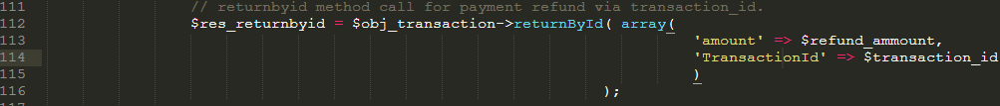 111 // returnbyid method call for payment refund via transaction_id.
112 $res_returnbyid = $obj_transaction->returnById( array(
113 'amount' => $refund_ammount,
114 'TransactionId' => $transaction_id
115 )
116 );